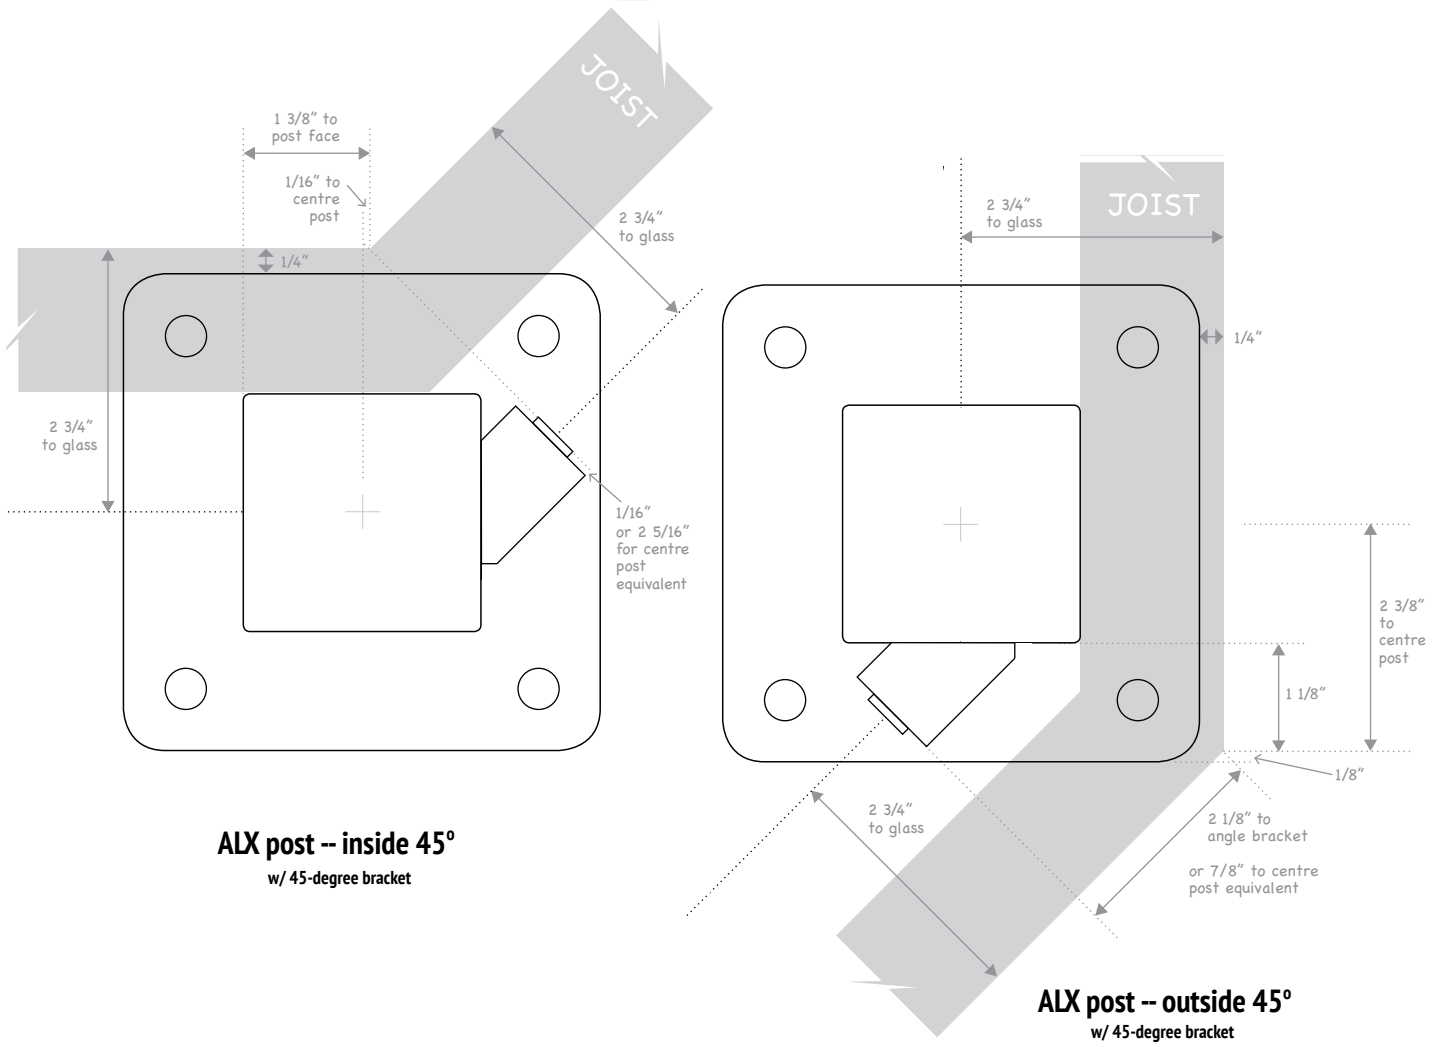 JOIST
1 3/8" to
post face
1/16" to
centre
post
2 3/4"
to glass
1/4"
2 3/4"
to glass
1/16"
or 2 5/16"
for centre
post
equivalent
ALX post -- inside 45º
w/ 45-degree bracket
JOIST
2 3/4"
to glass
1/4"
2 3/8"
to
centre
post
1 1/8"
1/8"
2 3/4"
to glass
2 1/8" to
angle bracket
or 7/8" to centre
post equivalent
ALX post -- outside 45º
w/ 45-degree bracket